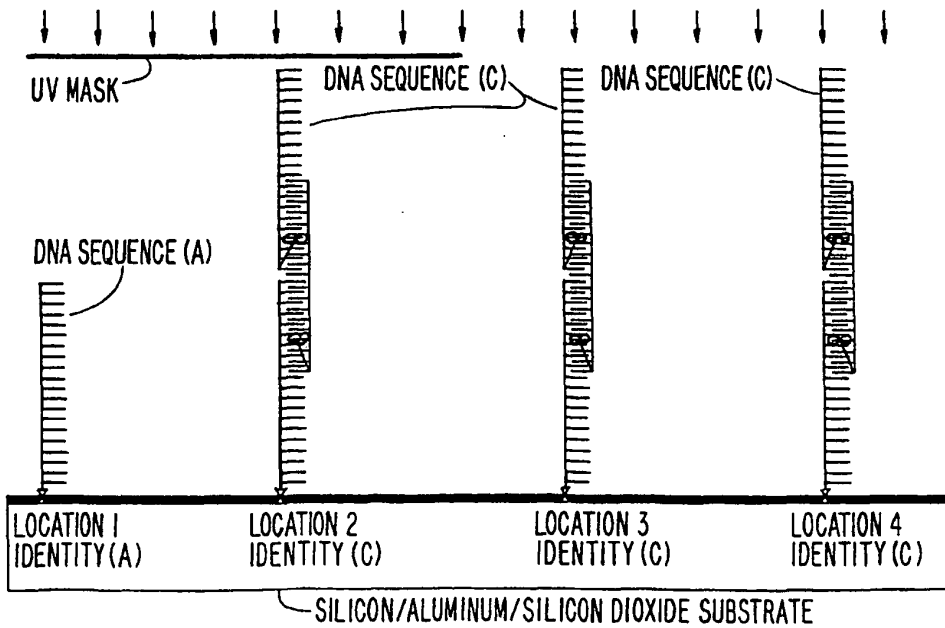 UV MASK
DNA SEQUENCE (C)
DNA SEQUENCE (C)
DNA SEQUENCE (A)
LOCATION 1
IDENTITY (A)
LOCATION 2
IDENTITY (C)
LOCATION 3
IDENTITY (C)
LOCATION 4
IDENTITY (C)
SILICON/ALUMINUM/SILICON DIOXIDE SUBSTRATE